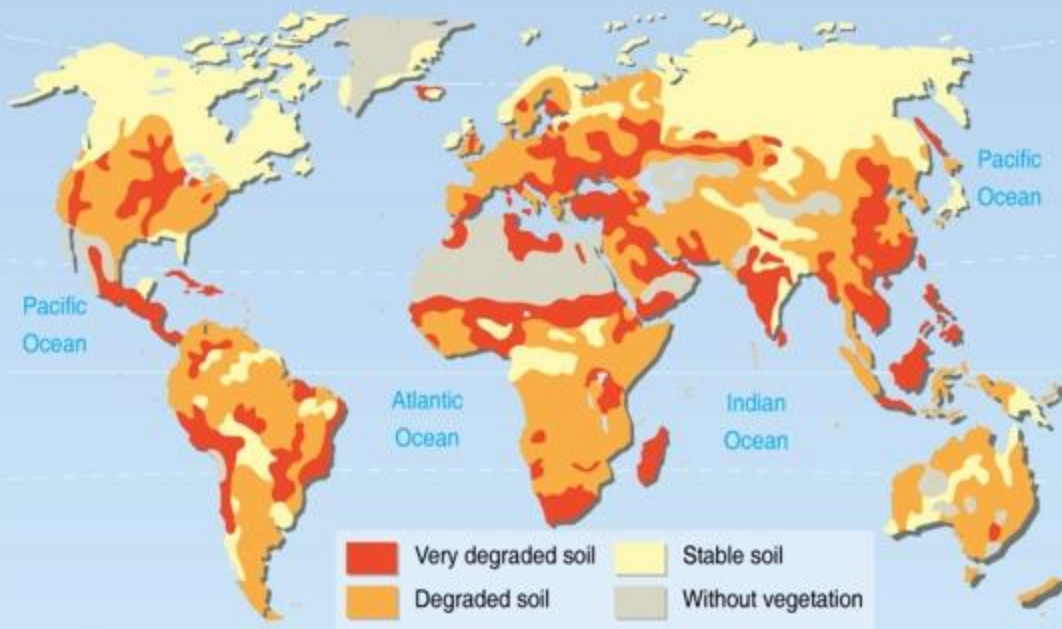 Pacific
Ocean
Pacific
Ocean
Atlantic
Ocean
Indian
Ocean
Very degraded soil
Stable soil
Degraded soil
Without vegetation